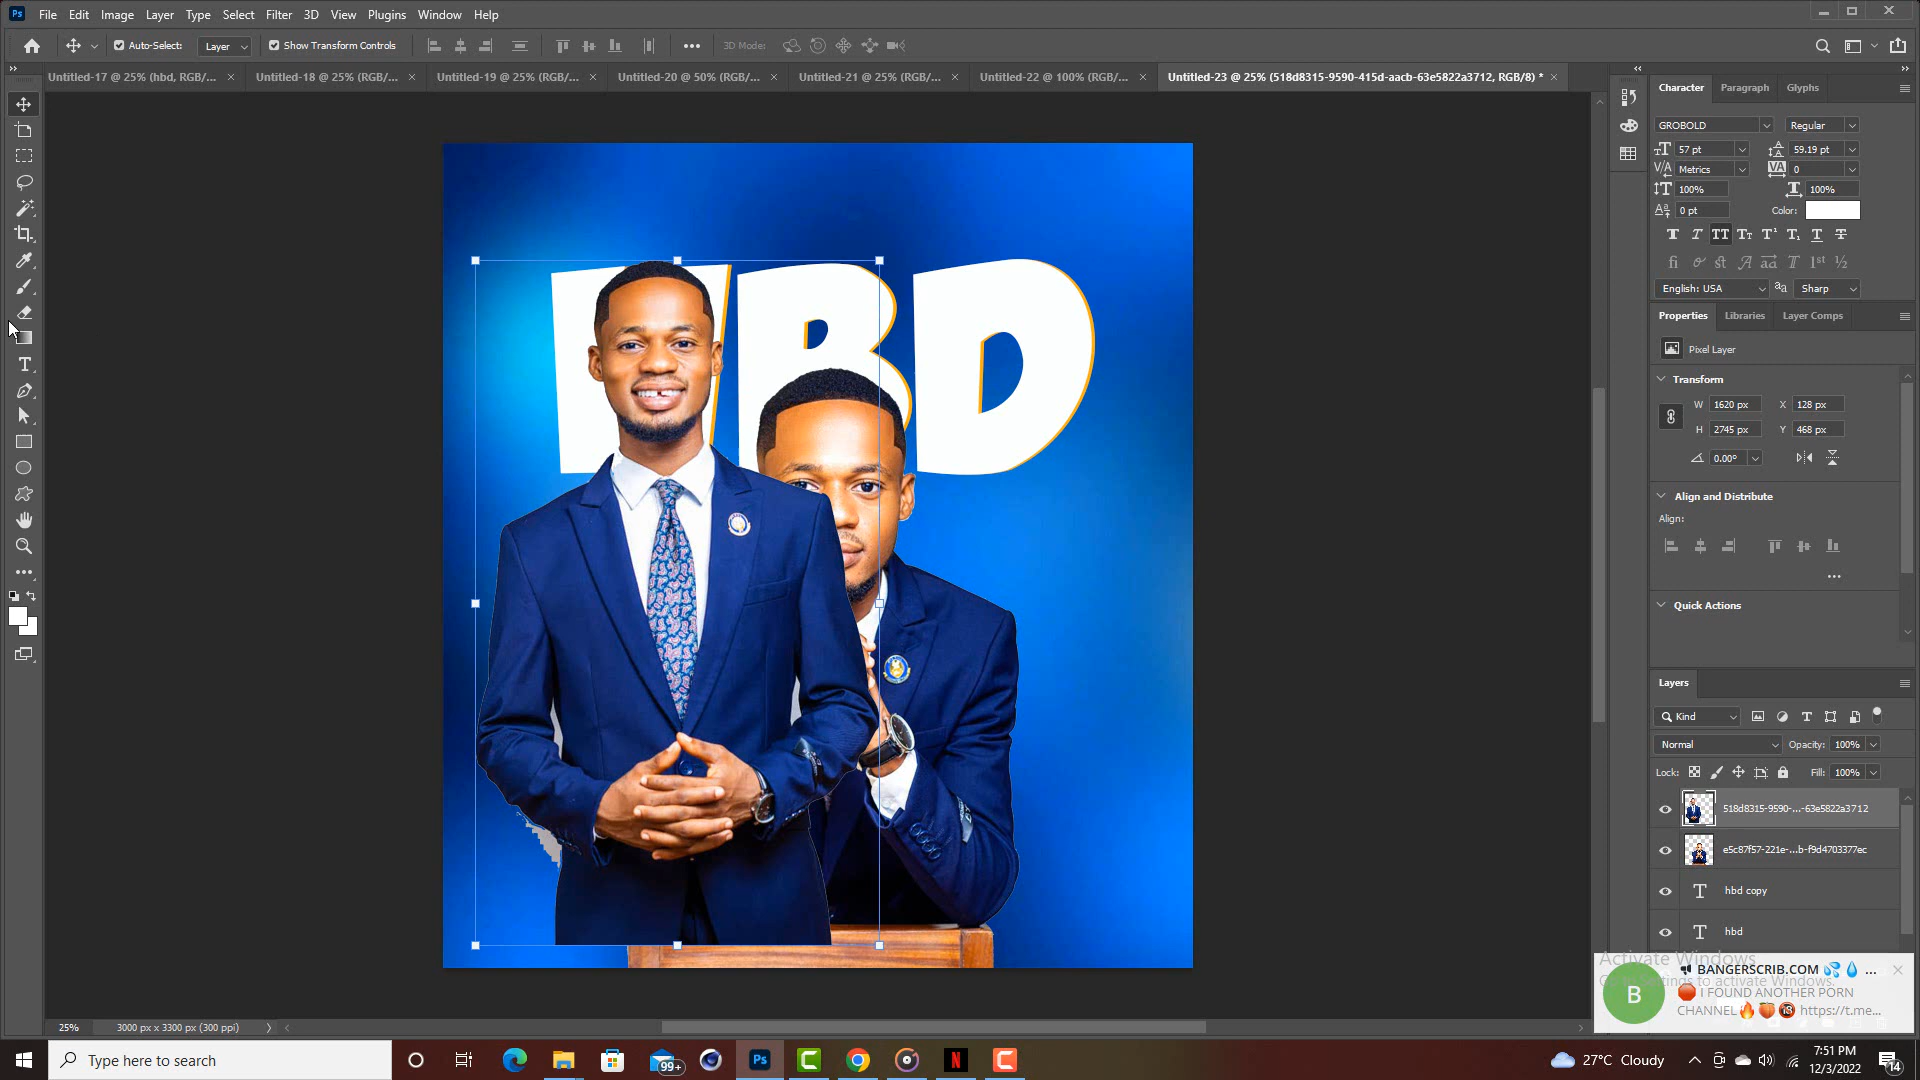 Ps File Edit Image Layer Type Select Filter 3D View Plugins Window Help
Auto-Select: Layer Show Transform Controls 3D Mode:
Untitled-17 @ 25% (hbd, RGB/... Untitled-18 @ 25% (RGB/... Untitled-19 @ 25% (RGB/... Untitled-20 @ 50% (RGB/... Untitled-21 @ 25% (RGB/... Untitled-22 @ 100% (RGB/... Untitled-23 @ 25% (518d8315-9590-415d-aacb-63e5822a3712, RGB/8) *
BD
Character Paragraph Glyphs
GROBOLD Regular
57 pt 59.19 pt
Metrics 0
100% 100%
0 pt Color:
English: USA Sharp
Properties Libraries Layer Comps
Pixel Layer
Transform
W 1620 px X 128 px
H 2745 px Y 468 px
0.00°
Align and Distribute
Align:
Quick Actions
Layers
Kind
Normal Opacity: 100%
Lock: Fill: 100%
518d8315-9590-...-63e5822a3712
e5c87f57-221e-...b-f9d4703377ec
hbd copy
hbd
Activate Windows
B BANGERSCRIB.COM ...
I FOUND ANOTHER PORN
CHANNEL https://t.me...
25% 3000 px x 3300 px (300 ppi)
Type here to search 99+ Ps N 27°C Cloudy 7:51 PM
12/3/2022 14